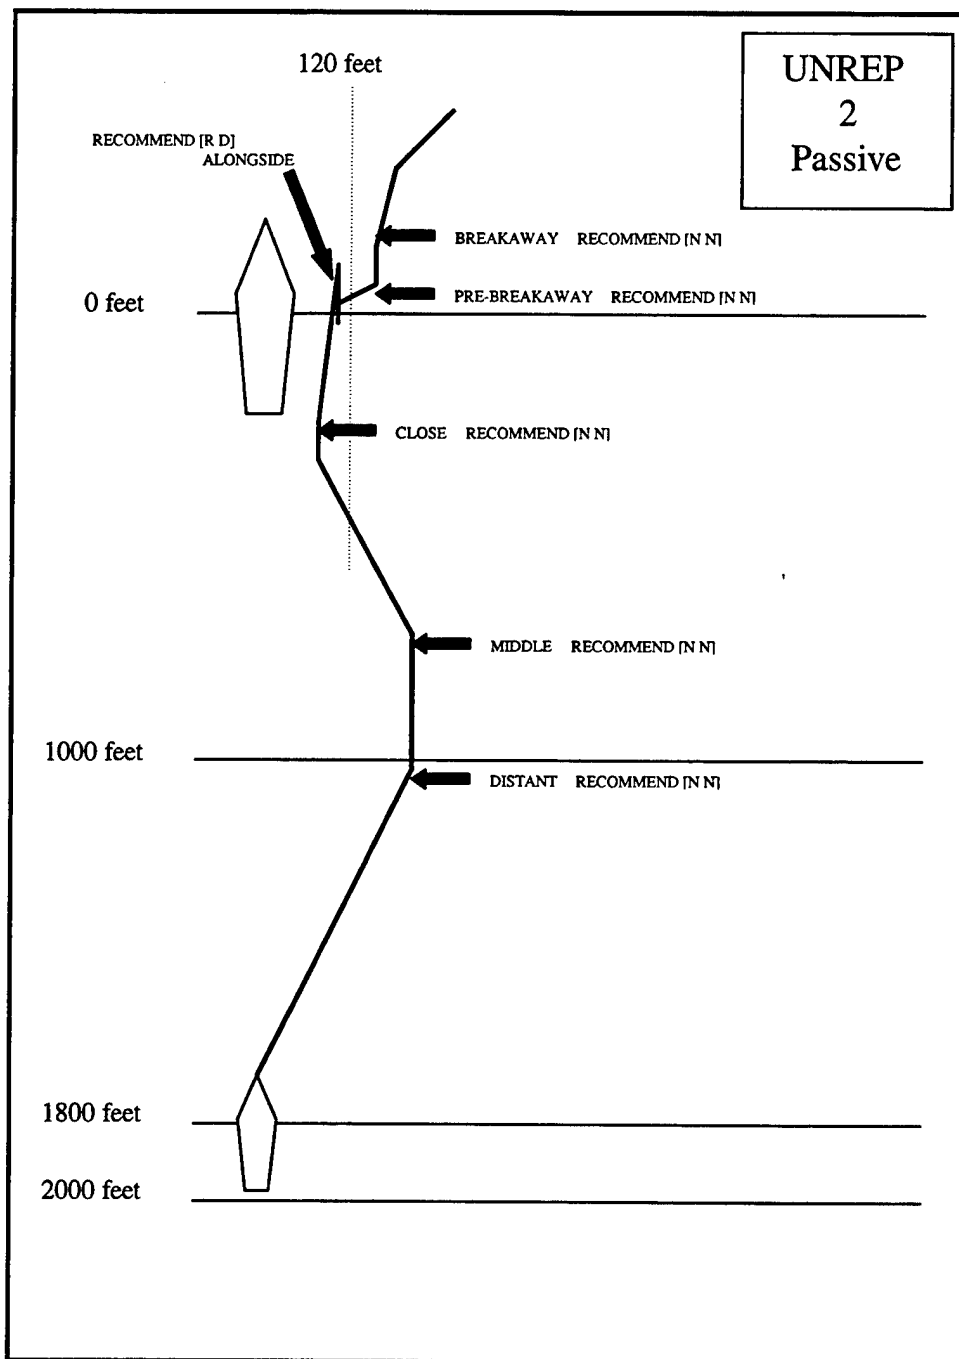 120 feet
UNREP
2
Passive
RECOMMEND [R D]
ALONGSIDE
BREAKAWAY RECOMMEND [N N]
PRE-BREAKAWAY RECOMMEND [N N]
0 feet
CLOSE RECOMMEND [N N]
MIDDLE RECOMMEND [N N]
1000 feet
DISTANT RECOMMEND [N N]
1800 feet
2000 feet